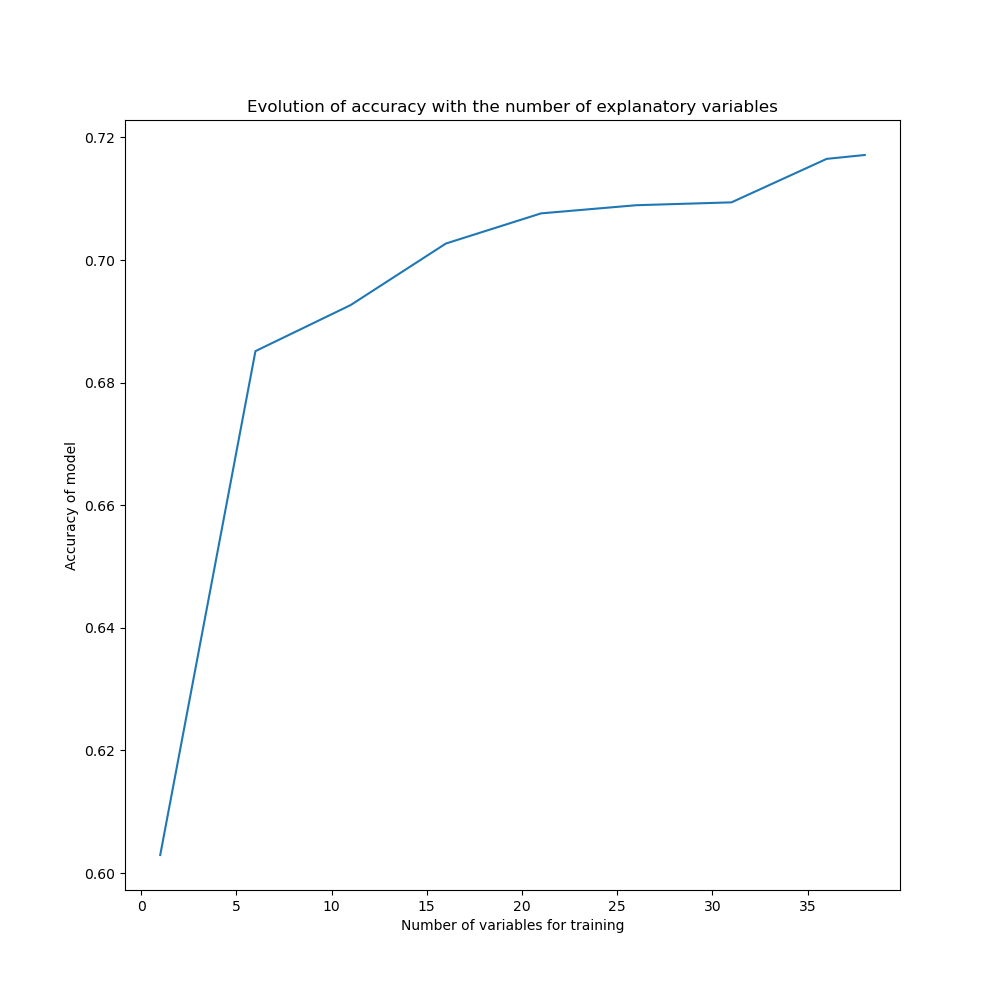 Evolution of accuracy with the number of explanatory variables
0.72
0.70
0.68
0.66
0.64
0.62
0.60
Accuracy of model
0 5 10 15 20 25 30 35
Number of variables for training